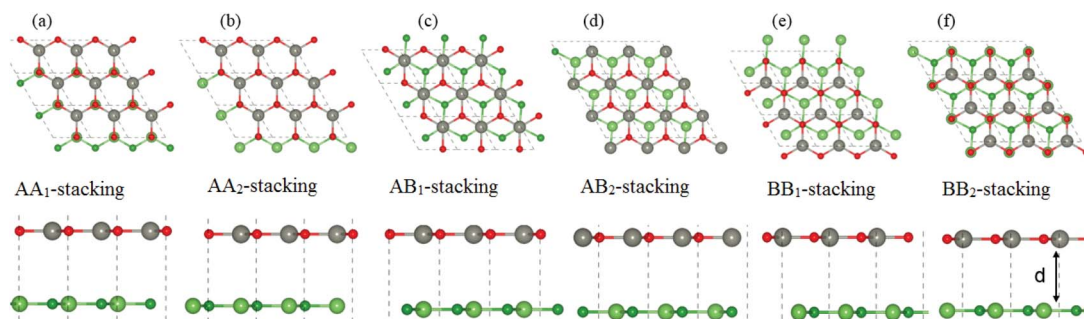 (a) (b) (c) (d) (e) (f)
AA₁-stacking AA₂-stacking AB₁-stacking AB₂-stacking BB₁-stacking BB₂-stacking
d